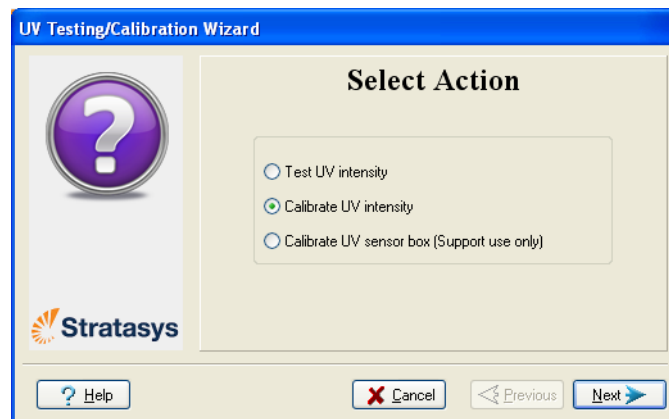 UV Testing/Calibration Wizard
Select Action
Test UV intensity
Calibrate UV intensity
Calibrate UV sensor box (Support use only)
Stratasys
? Help
Cancel
Previous
Next